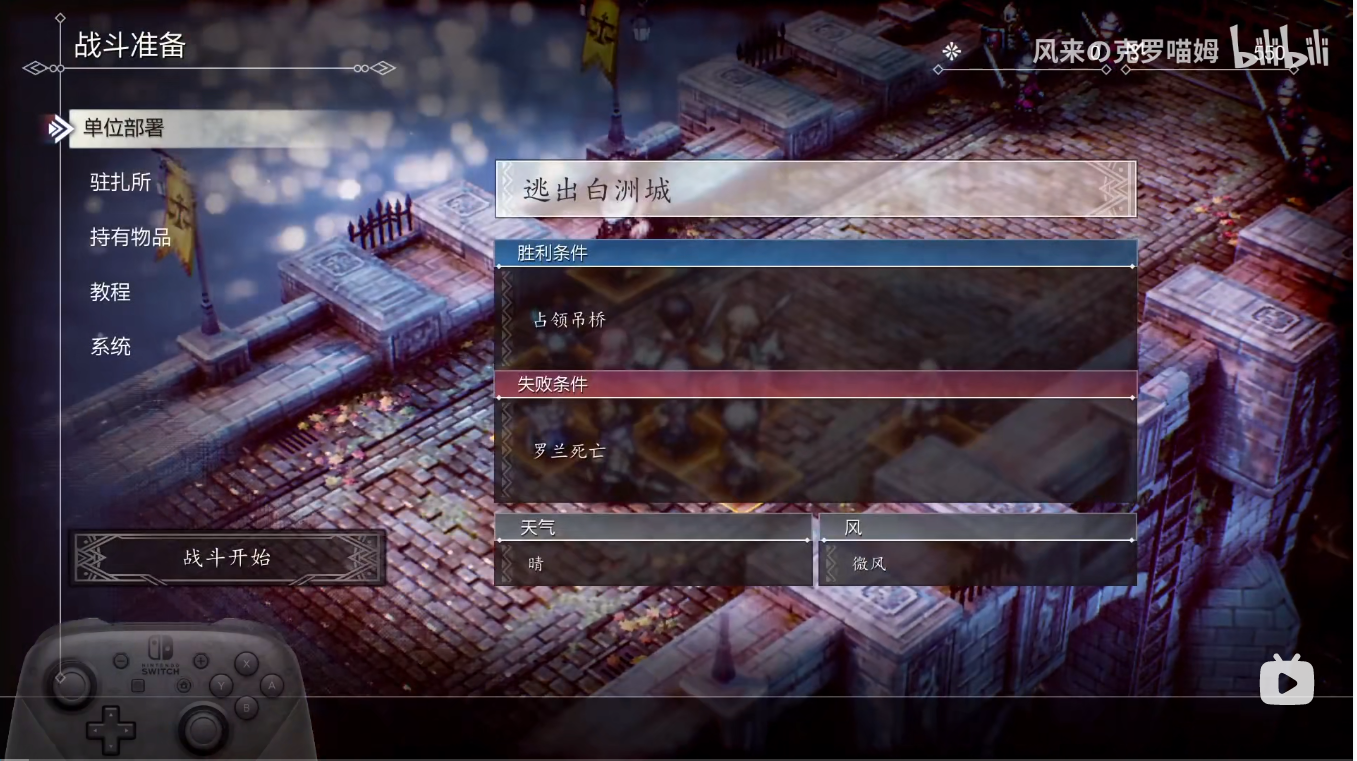 战斗准备
风来の克罗喵姆
bilibili
550
单位部署
驻扎所
持有物品
教程
系统
逃出白洲城
胜利条件
占领吊桥
失败条件
罗兰死亡
天气
风
晴
微风
战斗开始
NINTENDO
SWITCH
X
Y
A
B